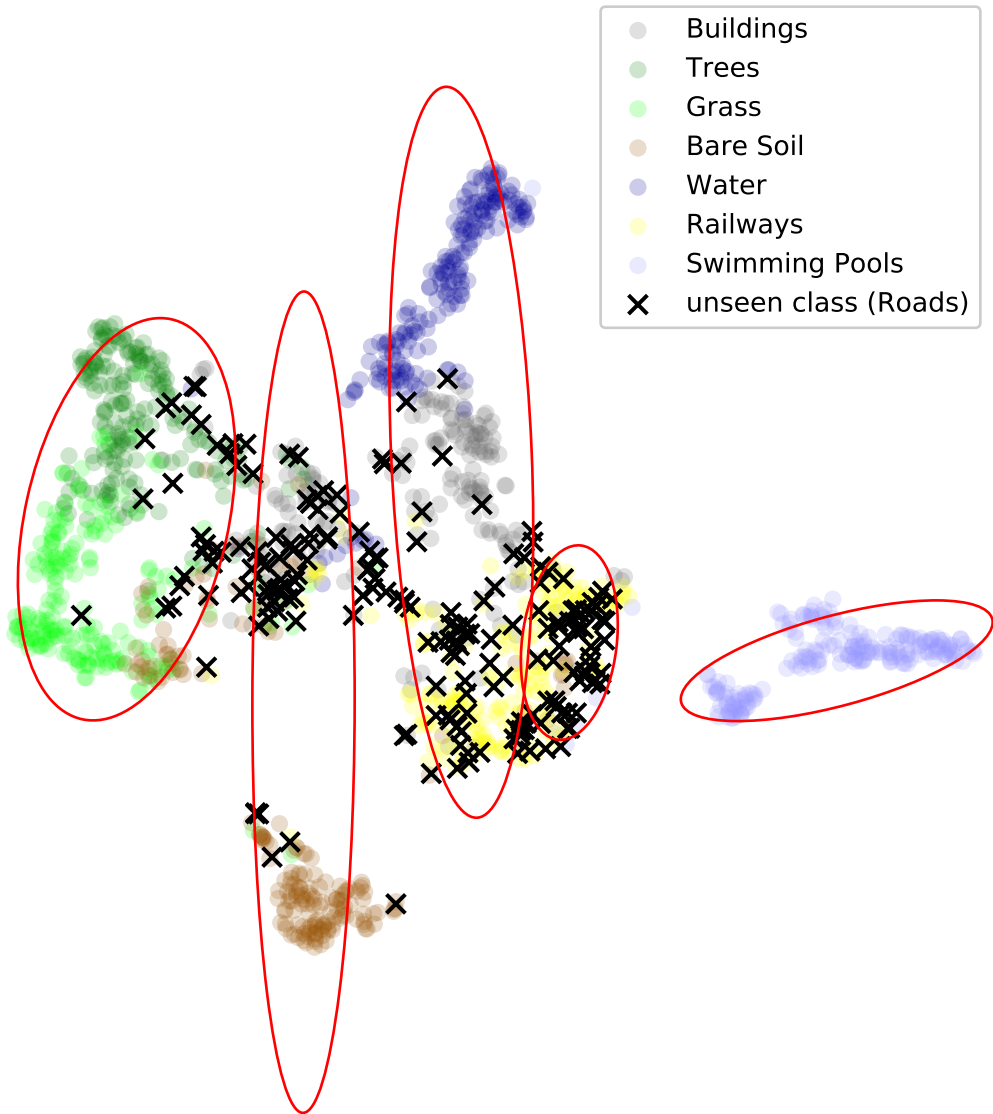 Buildings
Trees
Grass
Bare Soil
Water
Railways
Swimming Pools
unseen class (Roads)